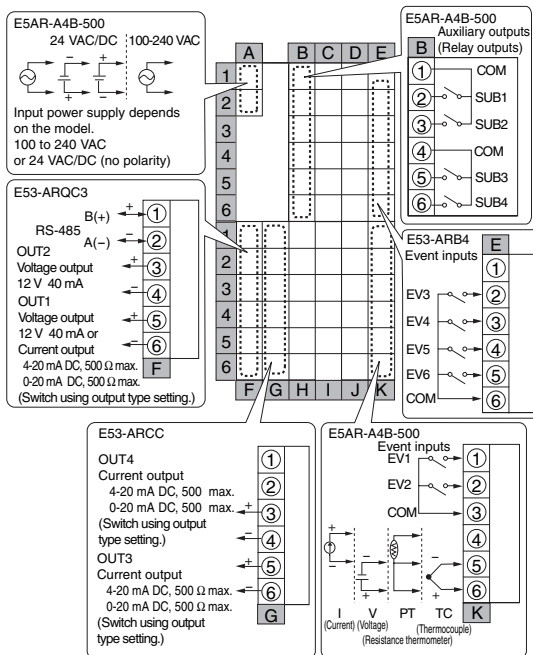 E5AR-A4B-500
24 VAC/DC 100-240 VAC
+ − − +
Input power supply depends
on the model.
100 to 240 VAC
or 24 VAC/DC (no polarity)
A B C D E
1
2
3
4
5
6
1
2
3
4
5
6
F G H I J K
E5AR-A4B-500
Auxiliary outputs
(Relay outputs)
B
1 COM
2 SUB1
3 SUB2
4 COM
5 SUB3
6 SUB4
E53-ARQC3
RS-485
B(+) + 1
A(−) − 2
OUT2
Voltage output
12 V 40 mA
+ 3
− 4
OUT1
Voltage output
12 V 40 mA or
Current output
4-20 mA DC, 500 Ω max.
0-20 mA DC, 500 Ω max.
(Switch using output type setting.)
+ 5
− 6
F
E53-ARB4
Event inputs
E
1
EV3 2
EV4 3
EV5 4
EV6 5
COM 6
E53-ARCC
OUT4
Current output
4-20 mA DC, 500 max.
0-20 mA DC, 500 max.
(Switch using output
type setting.)
OUT3
Current output
4-20 mA DC, 500 Ω max.
0-20 mA DC, 500 Ω max.
(Switch using output
type setting.)
1
2
+ 3
− 4
+ 5
− 6
G
E5AR-A4B-500
Event inputs
EV1 1
EV2 2
COM 3
4
5
6
+ − − + − +
I V PT TC K
(Current) (Voltage) (Thermocouple)
(Resistance thermometer)